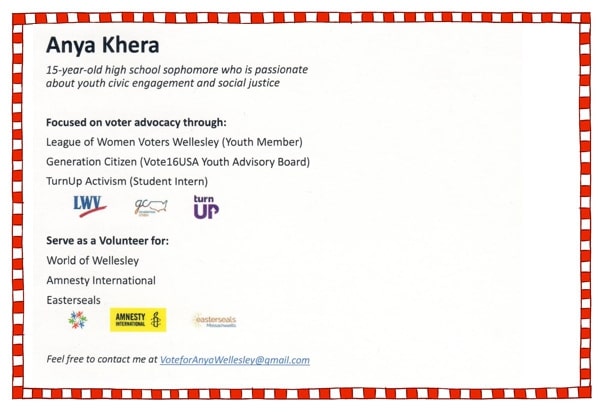 Anya Khera
15-year-old high school sophomore who is passionate
about youth civic engagement and social justice
Focused on voter advocacy through:
League of Women Voters Wellesley (Youth Member)
Generation Citizen (Vote16USA Youth Advisory Board)
TurnUp Activism (Student Intern)
LWV gc turn UP
Serve as a Volunteer for:
World of Wellesley
Amnesty International
Easterseals
AMNESTY INTERNATIONAL easterseals Massachusetts
Feel free to contact me at VoteforAnyaWellesley@gmail.com